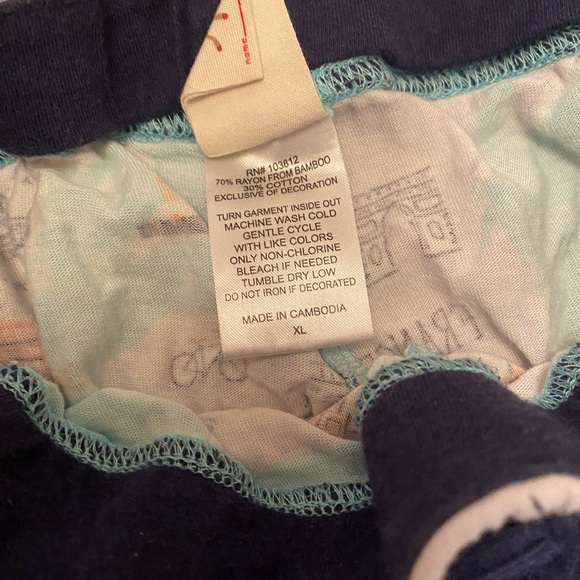 name
RN# 103812
70% RAYON FROM BAMBOO
30% COTTON
EXCLUSIVE OF DECORATION
TURN GARMENT INSIDE OUT
MACHINE WASH COLD
GENTLE CYCLE
WITH LIKE COLORS
ONLY NON-CHLORINE
BLEACH IF NEEDED
TUMBLE DRY LOW
DO NOT IRON IF DECORATED
MADE IN CAMBODIA
XL